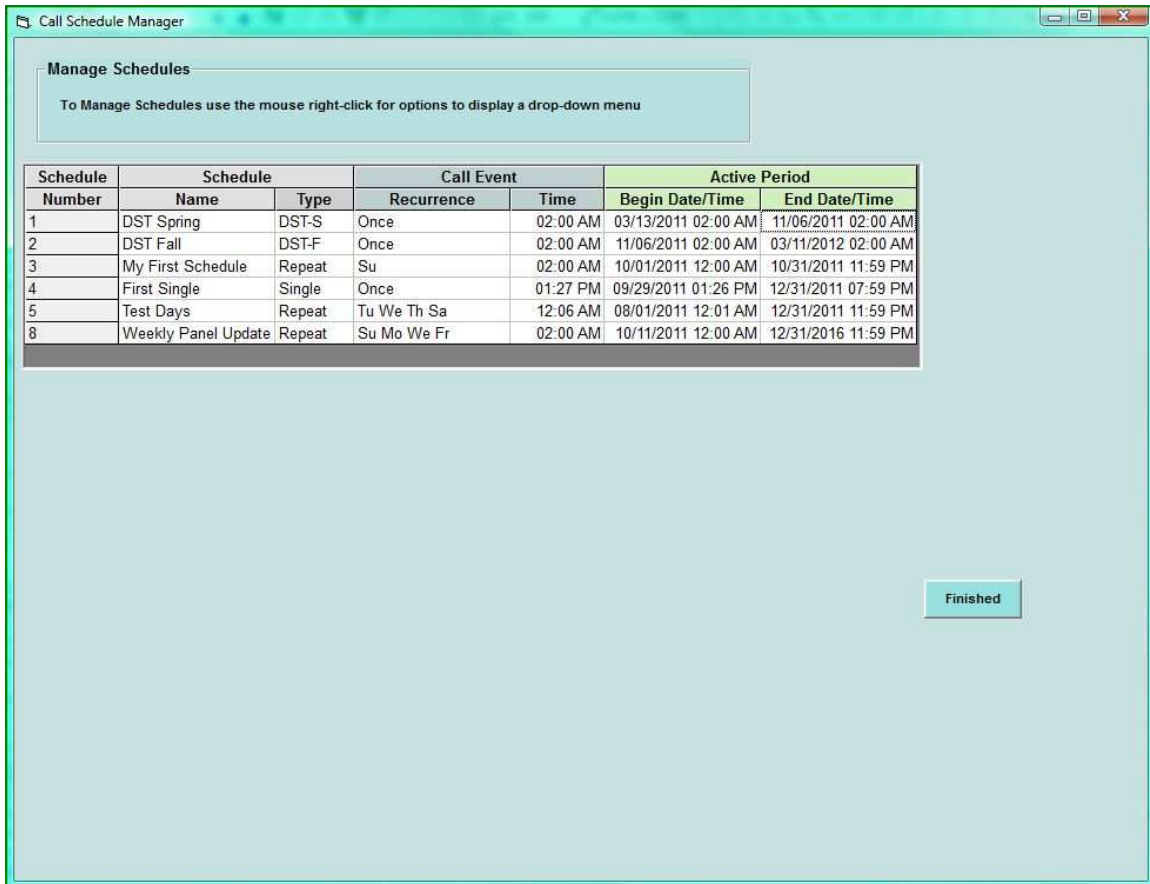 Call Schedule Manager
Manage Schedules
To Manage Schedules use the mouse right-click for options to display a drop-down menu
Schedule Schedule Call Event Active Period
Number Name Type Recurrence Time Begin Date/Time End Date/Time
1 DST Spring DST-S Once 02:00 AM 03/13/2011 02:00 AM 11/06/2011 02:00 AM
2 DST Fall DST-F Once 02:00 AM 11/06/2011 02:00 AM 03/11/2012 02:00 AM
3 My First Schedule Repeat Su 02:00 AM 10/01/2011 12:00 AM 10/31/2011 11:59 PM
4 First Single Single Once 01:27 PM 09/29/2011 01:26 PM 12/31/2011 07:59 PM
5 Test Days Repeat Tu We Th Sa 12:06 AM 08/01/2011 12:01 AM 12/31/2011 11:59 PM
8 Weekly Panel Update Repeat Su Mo We Fr 02:00 AM 10/11/2011 12:00 AM 12/31/2016 11:59 PM
Finished